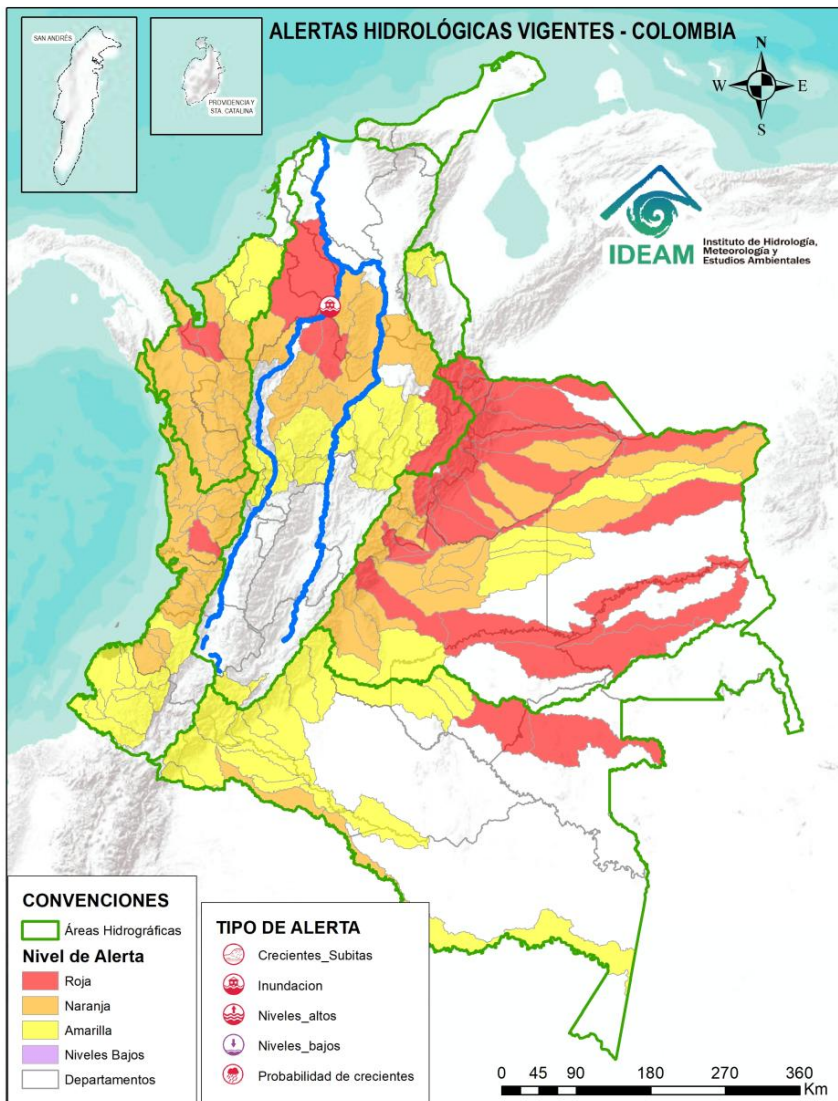 ALERTAS HIDROLÓGICAS VIGENTES - COLOMBIA
SAN ANDRÉS
PROVIDENCIA Y
STA. CATALINA
N
W
E
S
IDEAM
Instituto de Hidrología,
Meteorología y
Estudios Ambientales
CONVENCIONES
Áreas Hidrográficas
Nivel de Alerta
Roja
Naranja
Amarilla
Niveles Bajos
Departamentos
TIPO DE ALERTA
Crecientes_Subitas
Inundacion
Niveles_altos
Niveles_bajos
Probabilidad de crecientes
0 45 90 180 270 360
Km